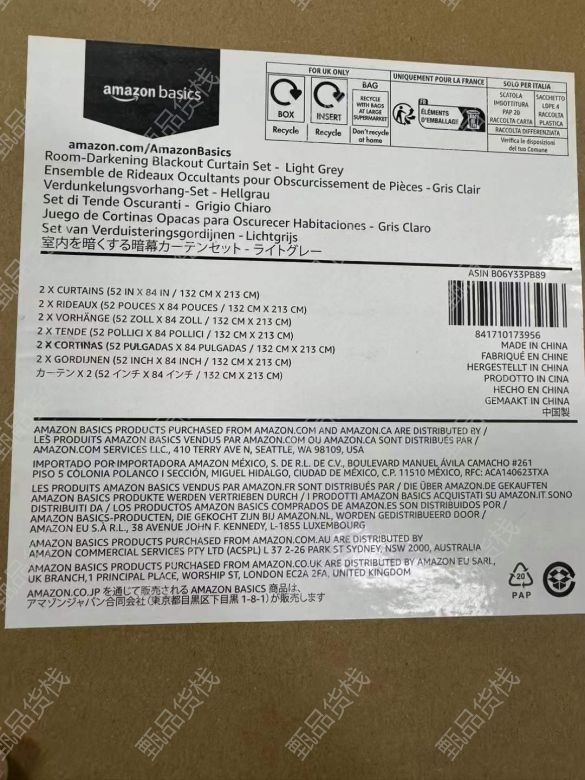 amazon basics
FOR UK ONLY
BOX
Recycle
INSERT
Recycle
BAG
RECYCLE
WITH BAGS
AT LARGE
SUPERMARKET
Don't recycle
at home
UNIQUEMENT POUR LA FRANCE
FR
ÉLÉMENTS
D'EMBALLAGE
SOLO PER ITALIA
SCATOLA
IMGOTTITURA
PAP 20
RACCOLTA CARTA
SACCHETTO
LDPE 4
RACCOLTA
PLASTICA
RACCOLTA DIFFERENZIATA
Verifica le disposizioni
del tuo Comune
amazon.com/AmazonBasics
Room-Darkening Blackout Curtain Set - Light Grey
Ensemble de Rideaux Occultants pour Obscurcissement de Pièces - Gris Clair
Verdunkelungsvorhang-Set - Hellgrau
Set di Tende Oscuranti - Grigio Chiaro
Juego de Cortinas Opacas para Oscurecer Habitaciones - Gris Claro
Set van Verduisteringsgordijnen - Lichtgrijs
室内を暗くする暗幕カーテンセット - ライトグレー
2 X CURTAINS (52 IN X 84 IN / 132 CM X 213 CM)
2 X RIDEAUX (52 POUCES X 84 POUCES / 132 CM X 213 CM)
2 X VORHÄNGE (52 ZOLL X 84 ZOLL / 132 CM X 213 CM)
2 X TENDE (52 POLLICI X 84 POLLICI / 132 CM X 213 CM)
2 X CORTINAS (52 PULGADAS X 84 PULGADAS / 132 CM X 213 CM)
2 X GORDIJNEN (52 INCH X 84 INCH / 132 CM X 213 CM)
カーテン X 2 (52 インチ X 84 インチ / 132 CM X 213 CM)
ASIN B06Y33PB89
841710173956
MADE IN CHINA
FABRIQUÉ EN CHINE
HERGESTELLT IN CHINA
PRODOTTO IN CINA
HECHO EN CHINA
GEMAAKT IN CHINA
中国製
AMAZON BASICS PRODUCTS PURCHASED FROM AMAZON.COM AND AMAZON.CA ARE DISTRIBUTED BY /
LES PRODUITS AMAZON BASICS VENDUS PAR AMAZON.COM OU AMAZON.CA SONT DISTRIBUÉS PAR /
AMAZON.COM SERVICES LLC, 410 TERRY AVE N, SEATTLE, WA 98109, USA
IMPORTADO POR IMPORTADORA AMAZON MÉXICO, S. DE R.L. DE C.V., BOULEVARD MANUEL ÁVILA CAMACHO #261
PISO 5 COLONIA POLANCO I SECCIÓN, MIGUEL HIDALGO, CIUDAD DE MÉXICO, C.P. 11510 MÉXICO, RFC: ACA140623TXA
LES PRODUITS AMAZON BASICS VENDUS PAR AMAZON.FR SONT DISTRIBUÉS PAR / DIE ÜBER AMAZON.DE GEKAUFTEN
AMAZON BASICS PRODUKTE WERDEN VERTRIEBEN DURCH / I PRODOTTI AMAZON BASICS ACQUISTATI SU AMAZON.IT SONO
DISTRIBUITI DA / LOS PRODUCTOS AMAZON BASICS COMPRADOS DE AMAZON.ES SON DISTRIBUIDOS POR /
AMAZON BASICS-PRODUCTEN, DIE GEKOCHT ZIJN BIJ AMAZON.NL, WORDEN GEDISTRIBUEERD DOOR /
AMAZON EU S.À R.L., 38 AVENUE JOHN F. KENNEDY, L-1855 LUXEMBOURG
AMAZON BASICS PRODUCTS PURCHASED FROM AMAZON.COM.AU ARE DISTRIBUTED BY /
AMAZON COMMERCIAL SERVICES PTY LTD (ACSPL) L 37 2-26 PARK ST SYDNEY, NSW 2000, AUSTRALIA
AMAZON BASICS PRODUCTS PURCHASED FROM AMAZON.CO.UK ARE DISTRIBUTED BY AMAZON EU SARL,
UK BRANCH,1 PRINCIPAL PLACE, WORSHIP ST, LONDON EC2A 2FA, UNITED KINGDOM
AMAZON.CO.JP を通じて販売される AMAZON BASICS 商品は、
アマゾンジャパン合同会社(東京都目黒区下目黒 1-8-1)が販売します
20
PAP
甄品货栈